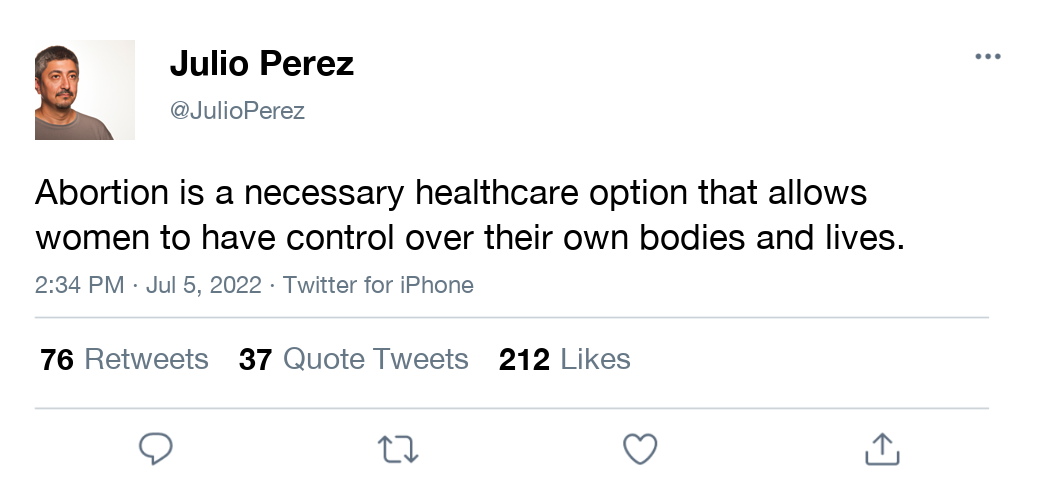 Julio Perez
@JulioPerez
Abortion is a necessary healthcare option that allows
women to have control over their own bodies and lives.
2:34 PM · Jul 5, 2022 · Twitter for iPhone
76 Retweets 37 Quote Tweets 212 Likes